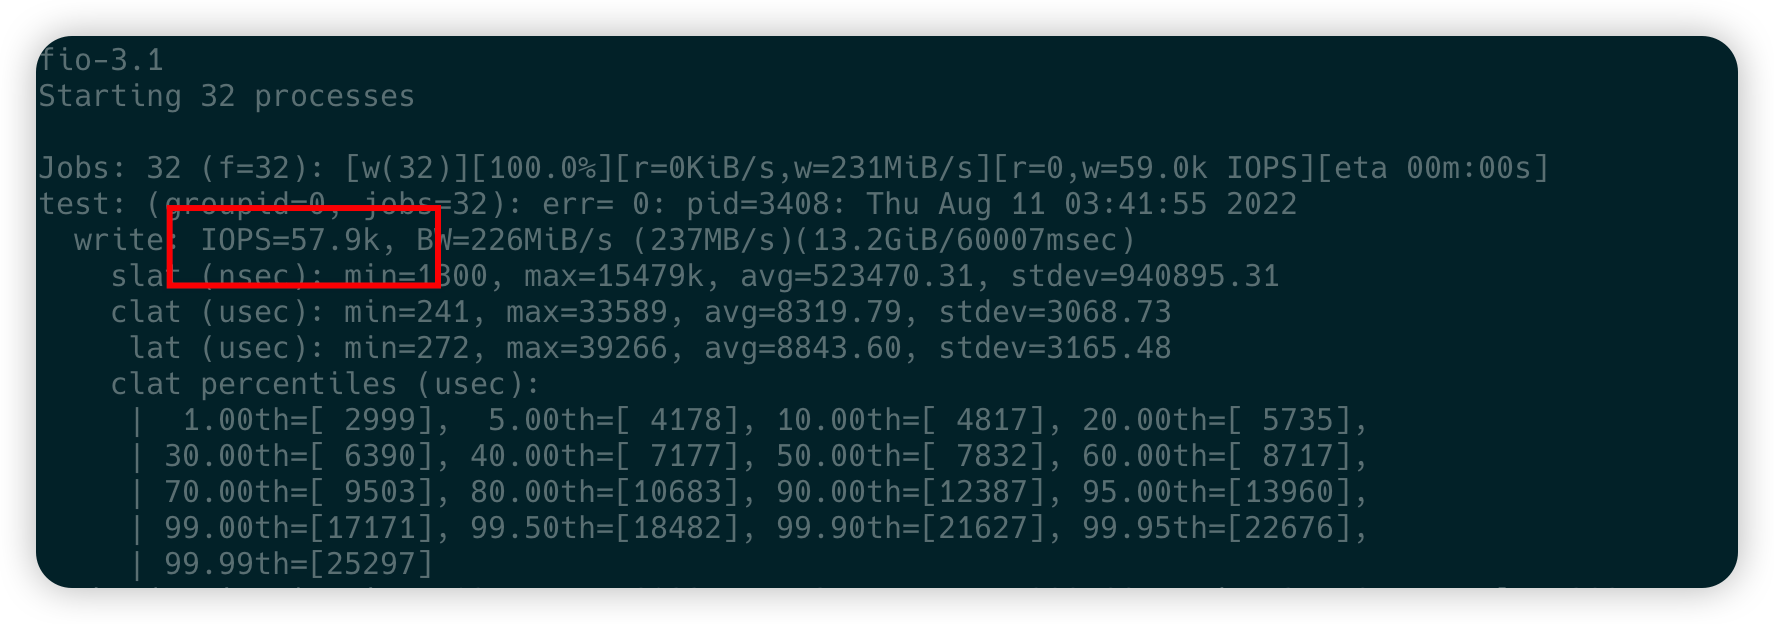 fio-3.1
Starting 32 processes
Jobs: 32 (f=32): [w(32)][100.0%][r=0KiB/s,w=231MiB/s][r=0,w=59.0k IOPS][eta 00m:00s]
test: (groupid=0, jobs=32): err= 0: pid=3408: Thu Aug 11 03:41:55 2022
write: IOPS=57.9k, BW=226MiB/s (237MB/s)(13.2GiB/60007msec)
slat (nsec): min=1300, max=15479k, avg=523470.31, stdev=940895.31
clat (usec): min=241, max=33589, avg=8319.79, stdev=3068.73
lat (usec): min=272, max=39266, avg=8843.60, stdev=3165.48
clat percentiles (usec):
| 1.00th=[ 2999], 5.00th=[ 4178], 10.00th=[ 4817], 20.00th=[ 5735],
| 30.00th=[ 6390], 40.00th=[ 7177], 50.00th=[ 7832], 60.00th=[ 8717],
| 70.00th=[ 9503], 80.00th=[10683], 90.00th=[12387], 95.00th=[13960],
| 99.00th=[17171], 99.50th=[18482], 99.90th=[21627], 99.95th=[22676],
| 99.99th=[25297]